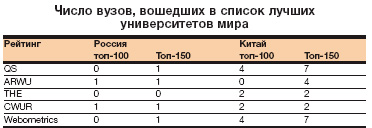 Число вузов, вошедших в список лучших
университетов мира
Рейтинг Россия Китай
топ-100 Топ-150 топ-100 Топ-150
QS 0 1 4 7
ARWU 1 1 0 4
THE 0 0 2 2
CWUR 1 1 2 2
Webometrics 0 1 4 7